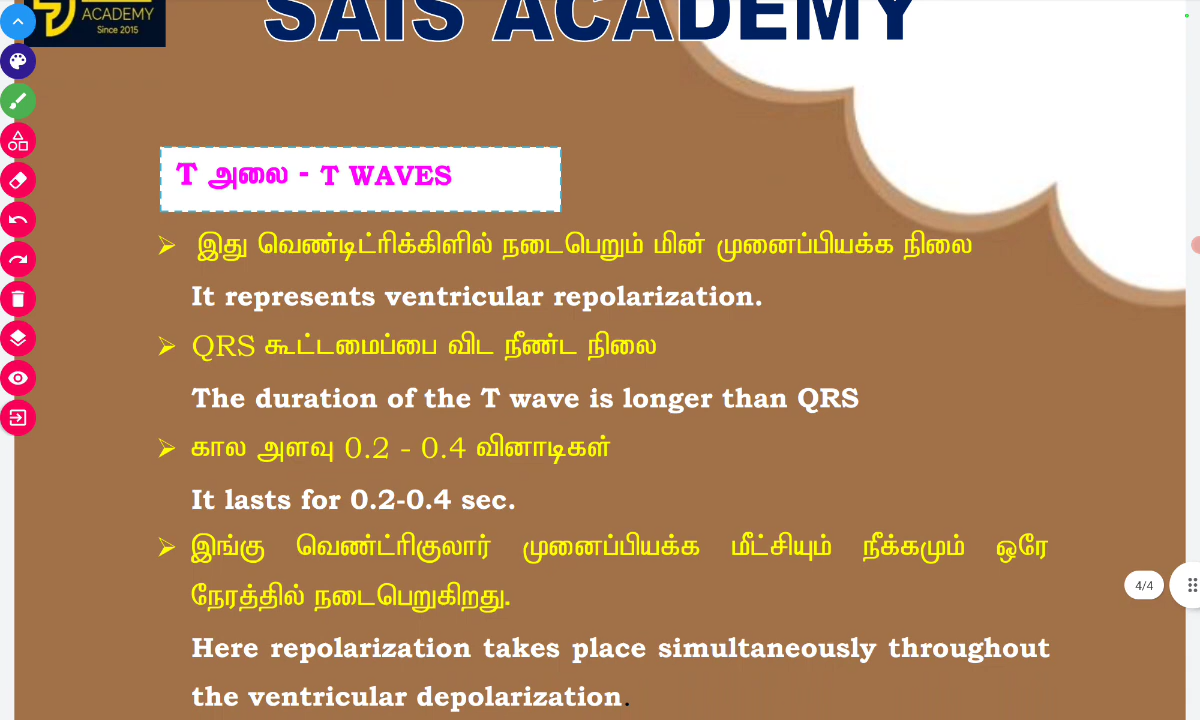 ACADEMY
Since 2015
SAIS ACADEMY
T அலை - T WAVES
➢ இது வெண்டிட்ரிக்கிளில் நடைபெறும் மின் முனைப்பியக்க நிலை
It represents ventricular repolarization.
➢ QRS கூட்டமைப்பை விட நீண்ட நிலை
The duration of the T wave is longer than QRS
➢ கால அளவு 0.2 - 0.4 வினாடிகள்
It lasts for 0.2-0.4 sec.
➢ இங்கு வெண்ட்ரிகுலார் முனைப்பியக்க மீட்சியும் நீக்கமும் ஒரே
நேரத்தில் நடைபெறுகிறது.
4/4
Here repolarization takes place simultaneously throughout
the ventricular depolarization.